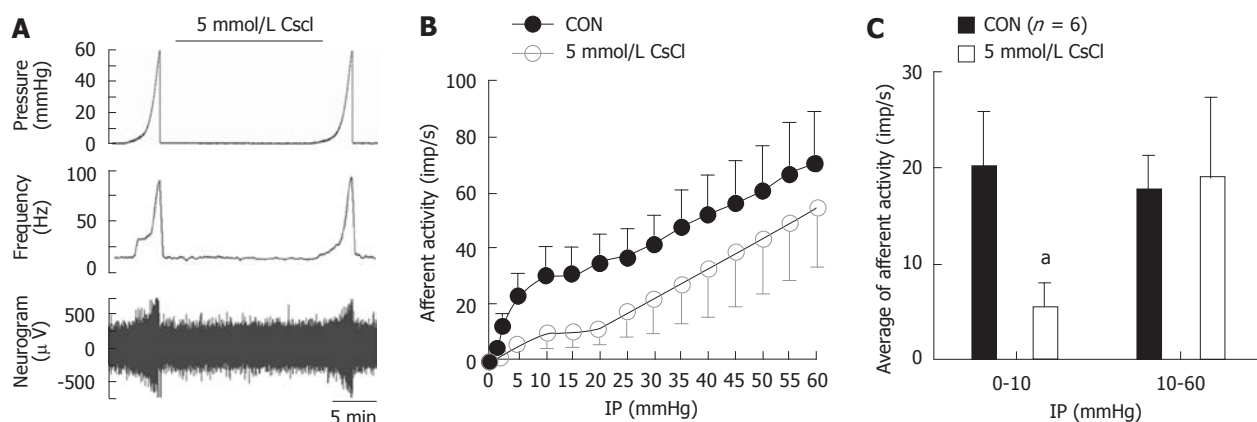 A
5 mmol/L Cscl
Pressure
(mmHg)
60
40
20
0
Frequency
(Hz)
100
50
0
Neurogram
(μ V)
500
0
-500
5 min
B
CON
5 mmol/L CsCl
Afferent activity (imp/s)
100
80
60
40
20
0
0 5 10 15 20 25 30 35 40 45 50 55 60
IP (mmHg)
C
CON (n = 6)
5 mmol/L CsCl
Average of afferent activity (imp/s)
30
20
10
0
a
0-10 10-60
IP (mmHg)